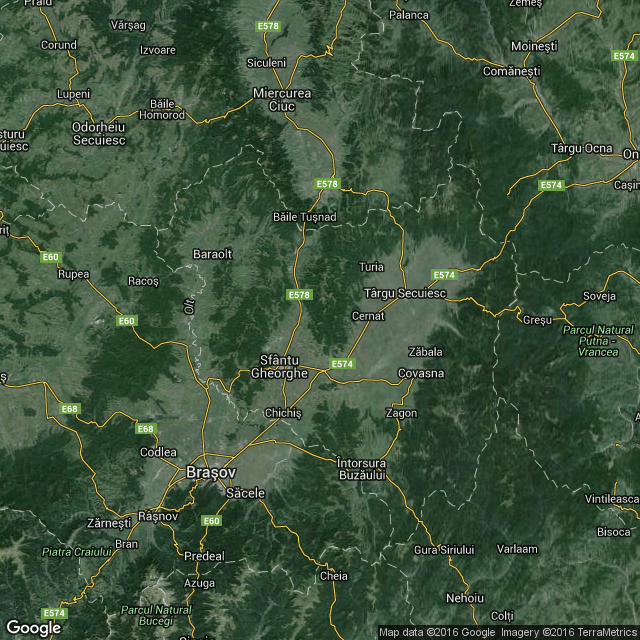 Praid
Vărșag
E578
Palanca
Zemeș
Corund
Izvoare
Moinești
E574
Siculeni
Comănești
Lupeni
Miercurea
Ciuc
Băile
Homorod
Odorheiu
Secuiesc
uiesc
Târgu Ocna
On
E578
E574
Cașin
Băile Tușnad
Baraolt
E60
Rupea
Racoș
Turia
E574
Târgu Secuiesc
Soveja
Olt
E578
Cernat
Greșu
E60
Parcul Natural
Putna -
Vrancea
Zăbala
Sfântu
Gheorghe
E574
Covasna
E68
Chichiș
Zagon
E68
Codlea
Brașov
Întorsura
Buzăului
Săcele
Vintileasca
Zărnești
Râșnov
E60
Bisoca
Piatra Craiului
Bran
Predeal
Gura Siriului
Varlaam
Azuga
Cheia
E574
Parcul Natural
Bucegi
Nehoiu
Colți
Google
Map data ©2016 Google Imagery ©2016 TerraMetrics